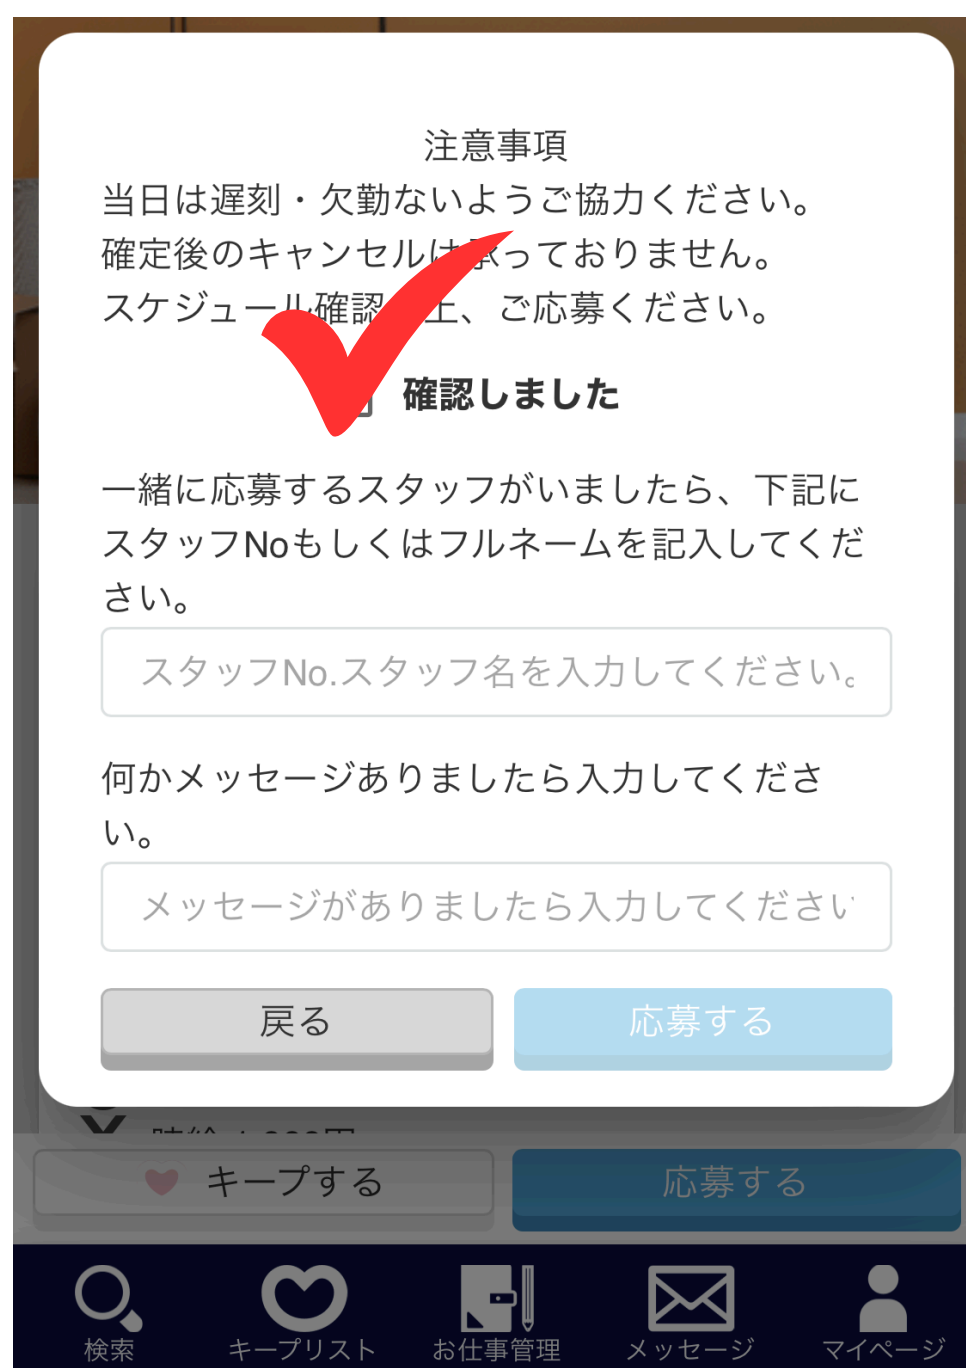 注意事項
当日は遅刻・欠勤ないようご協力ください。
確定後のキャンセルは承っておりません。
スケジュール確認上、ご応募ください。
確認しました
一緒に応募するスタッフがいましたら、下記に
スタッフNoもしくはフルネームを記入してくだ
さい。
スタッフNo.スタッフ名を入力してください。
何かメッセージありましたら入力してくださ
い。
メッセージがありましたら入力してください
戻る
応募する
キープする
応募する
検索
キープリスト
お仕事管理
メッセージ
マイページ